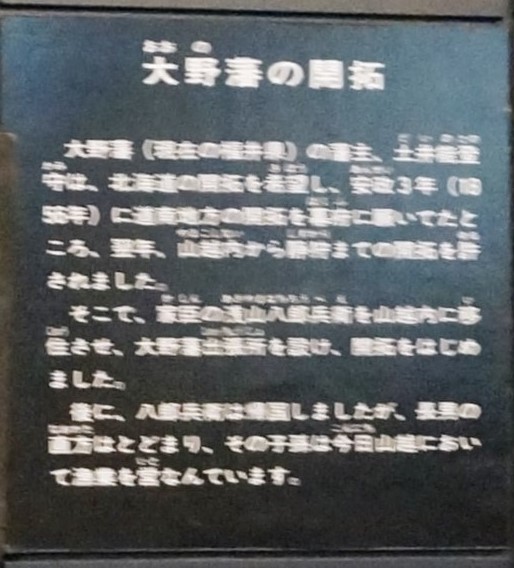 大野藩の開拓
大野藩（現在の福井県）の藩主、土井能登
守は、北海道の開拓を希望し、安政3年（18
56年）に道南地方の開拓を幕府に願いでたと
ころ、翌年、山越内から までの開拓を許
されました。
そこで、家臣の 山八郎兵衛を山越内に移
住させ、大野藩出張所を設け、開拓をはじめ
ました。
後に、八郎兵衛は帰国しましたが、長男の
直方はとどまり、その子孫は今日山越におい
て漁業を営なんでいます。